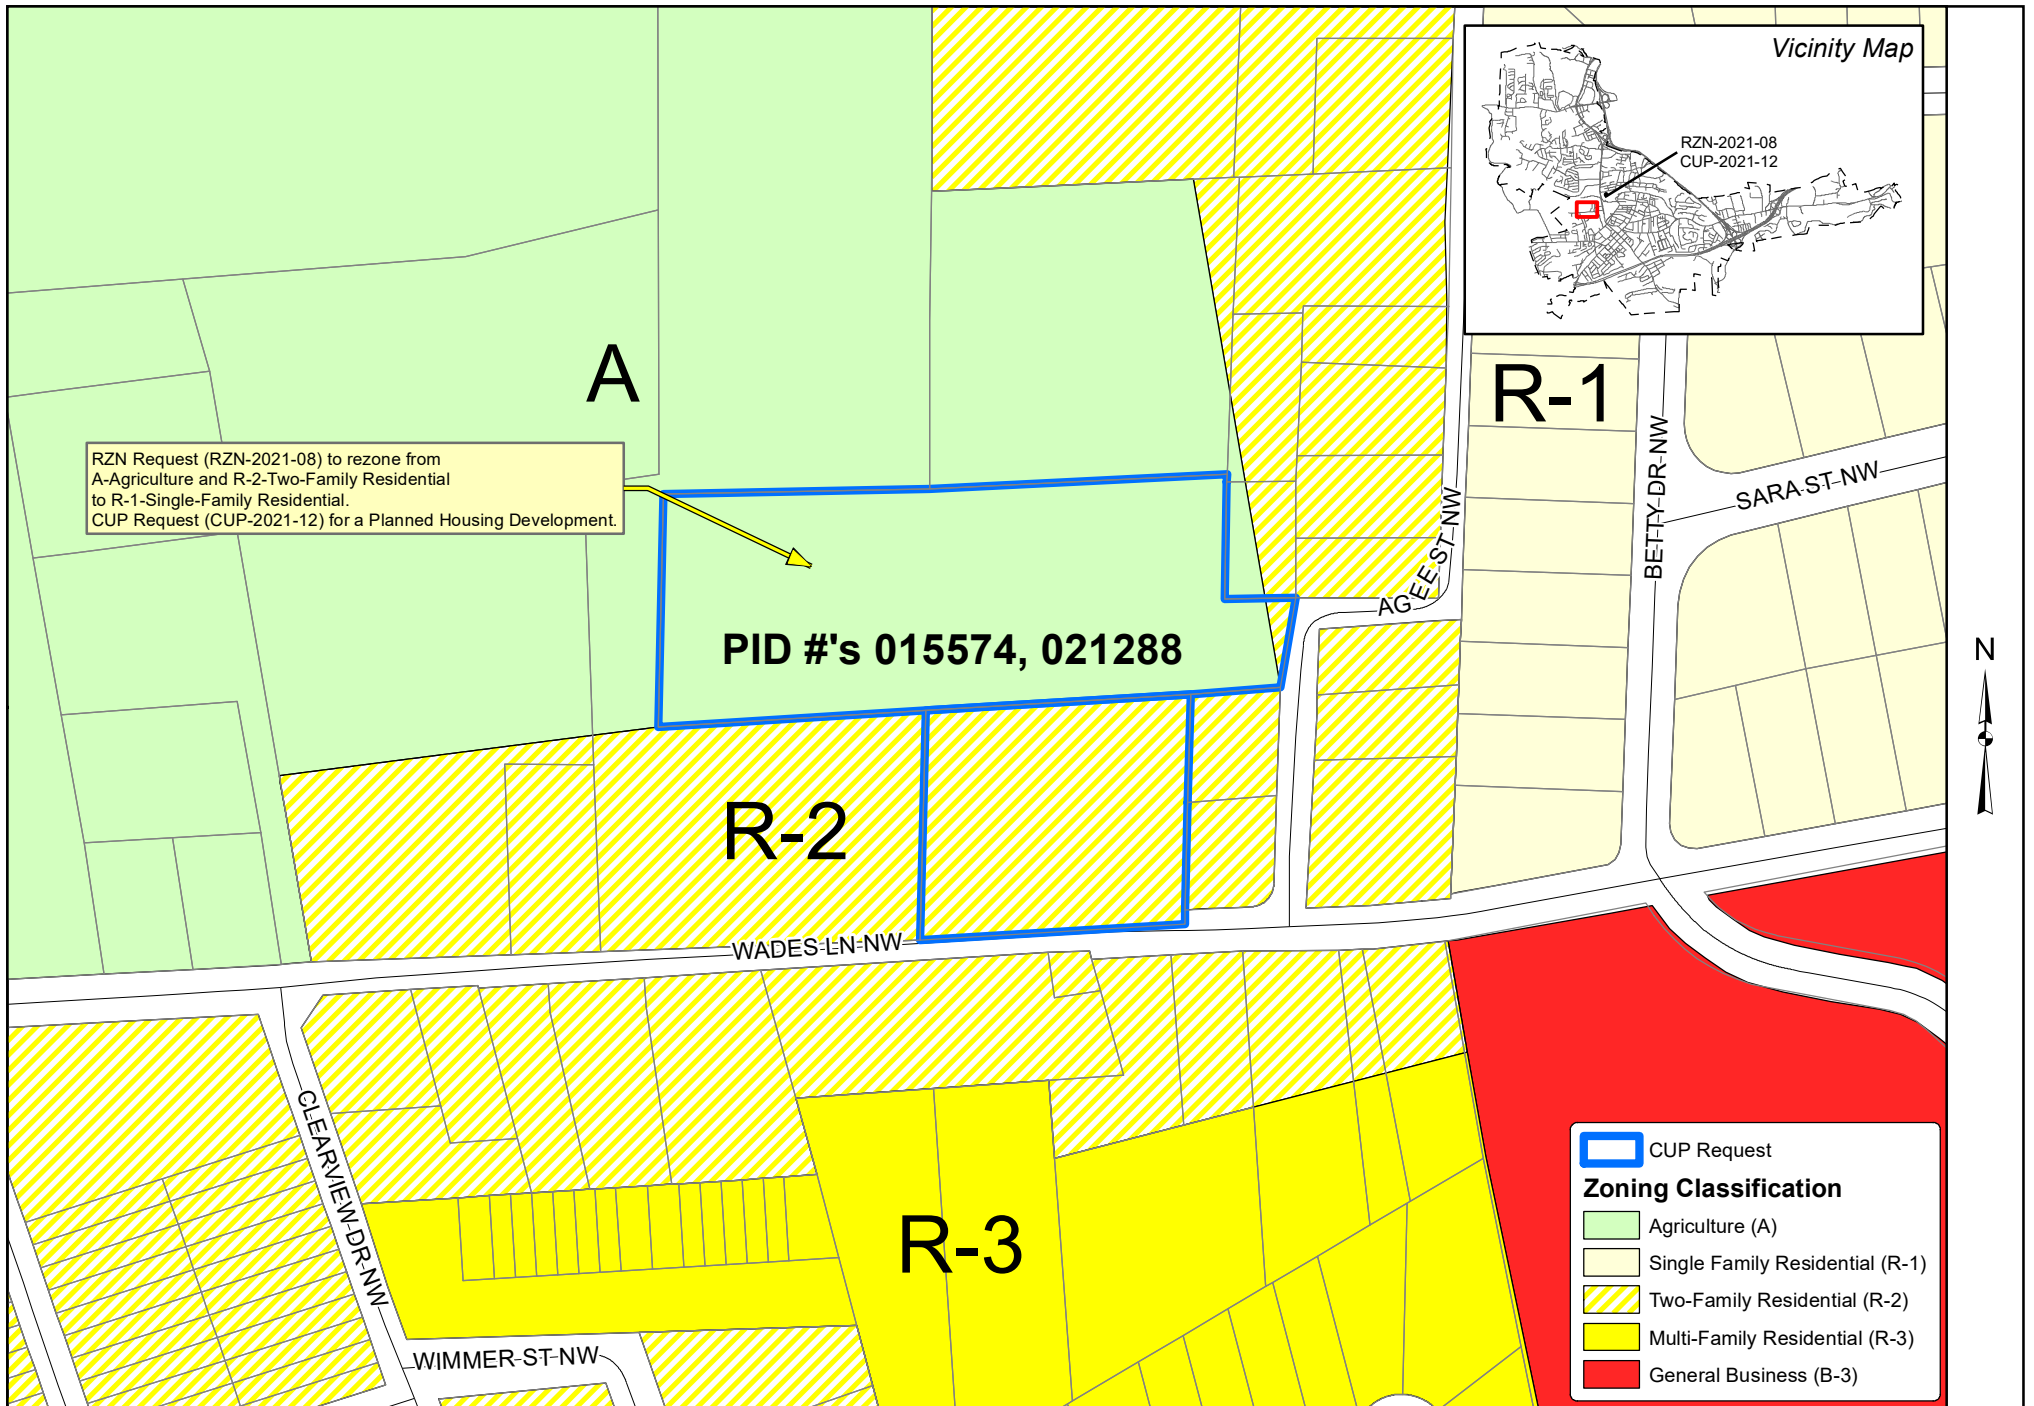 Vicinity Map
RZN-2021-08
CUP-2021-12
A
R-1
RZN Request (RZN-2021-08) to rezone from
A-Agriculture and R-2-Two-Family Residential
to R-1-Single-Family Residential.
CUP Request (CUP-2021-12) for a Planned Housing Development.
BETTY DR NW
SARA ST NW
AGEE ST NW
PID #'s 015574, 021288
N
R-2
WADES LN NW
CLEARVIEW DR NW
R-3
WIMMER ST NW
CUP Request
Zoning Classification
Agriculture (A)
Single Family Residential (R-1)
Two-Family Residential (R-2)
Multi-Family Residential (R-3)
General Business (B-3)